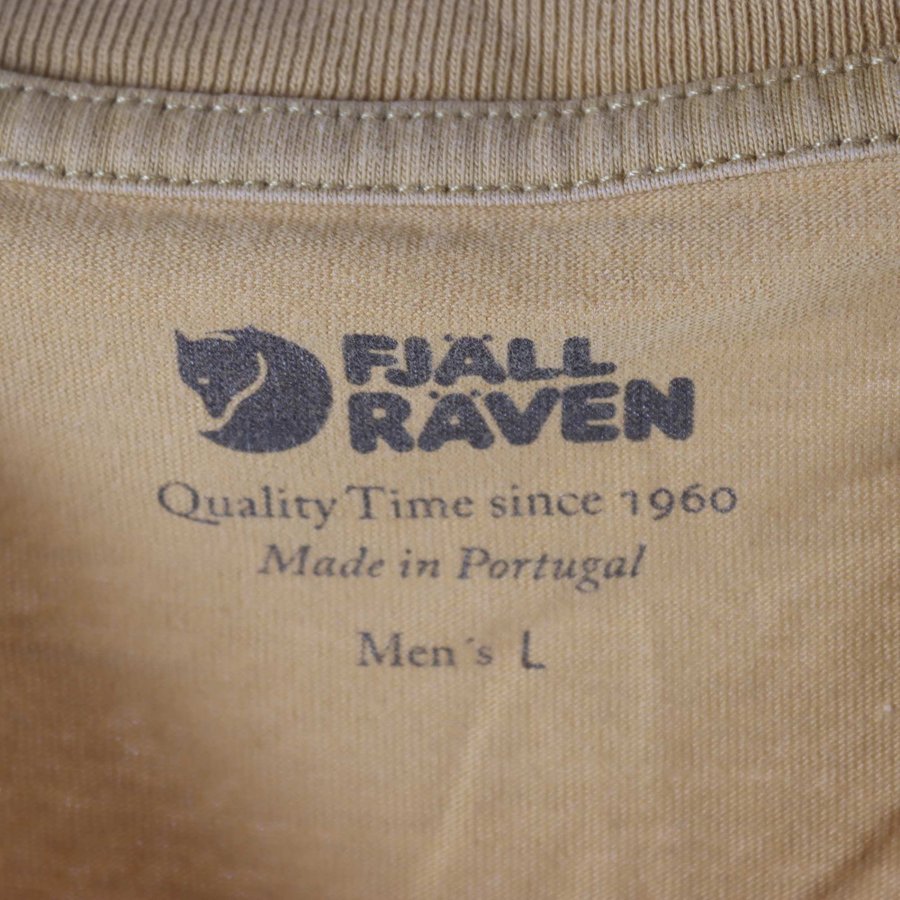 FJÄLL
RÄVEN
Quality Time since 1960
Made in Portugal
Men´s L